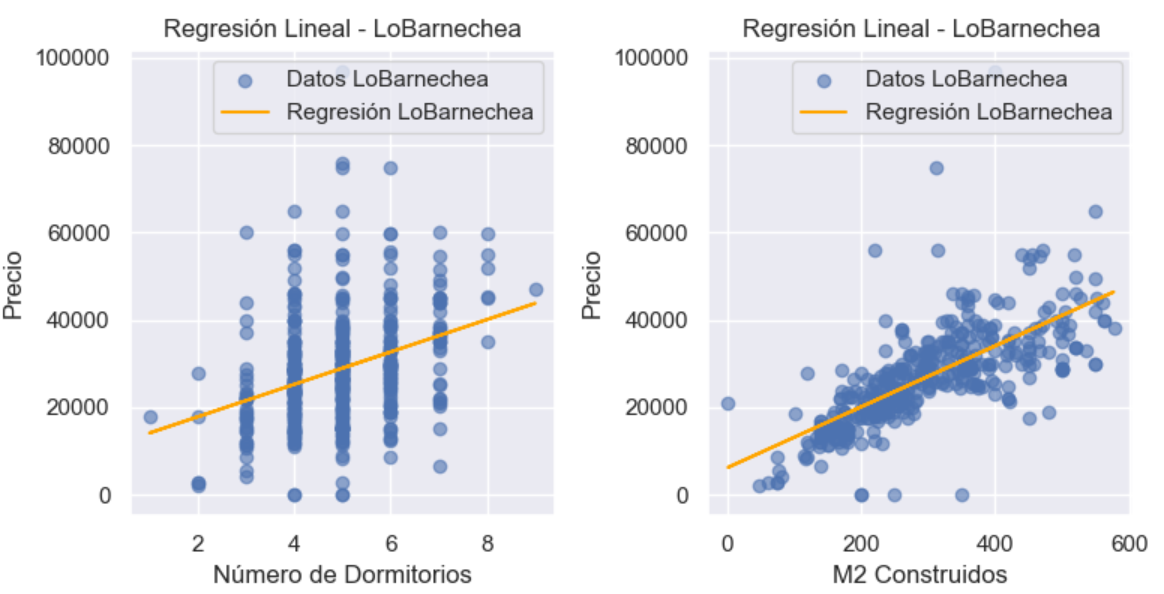 Regresión Lineal - LoBarnechea
100000
80000
60000
40000
20000
0
Precio
Datos LoBarnechea
Regresión LoBarnechea
2
4
6
8
Número de Dormitorios
Regresión Lineal - LoBarnechea
100000
80000
60000
40000
20000
0
Precio
Datos LoBarnechea
Regresión LoBarnechea
0
200
400
600
M2 Construidos